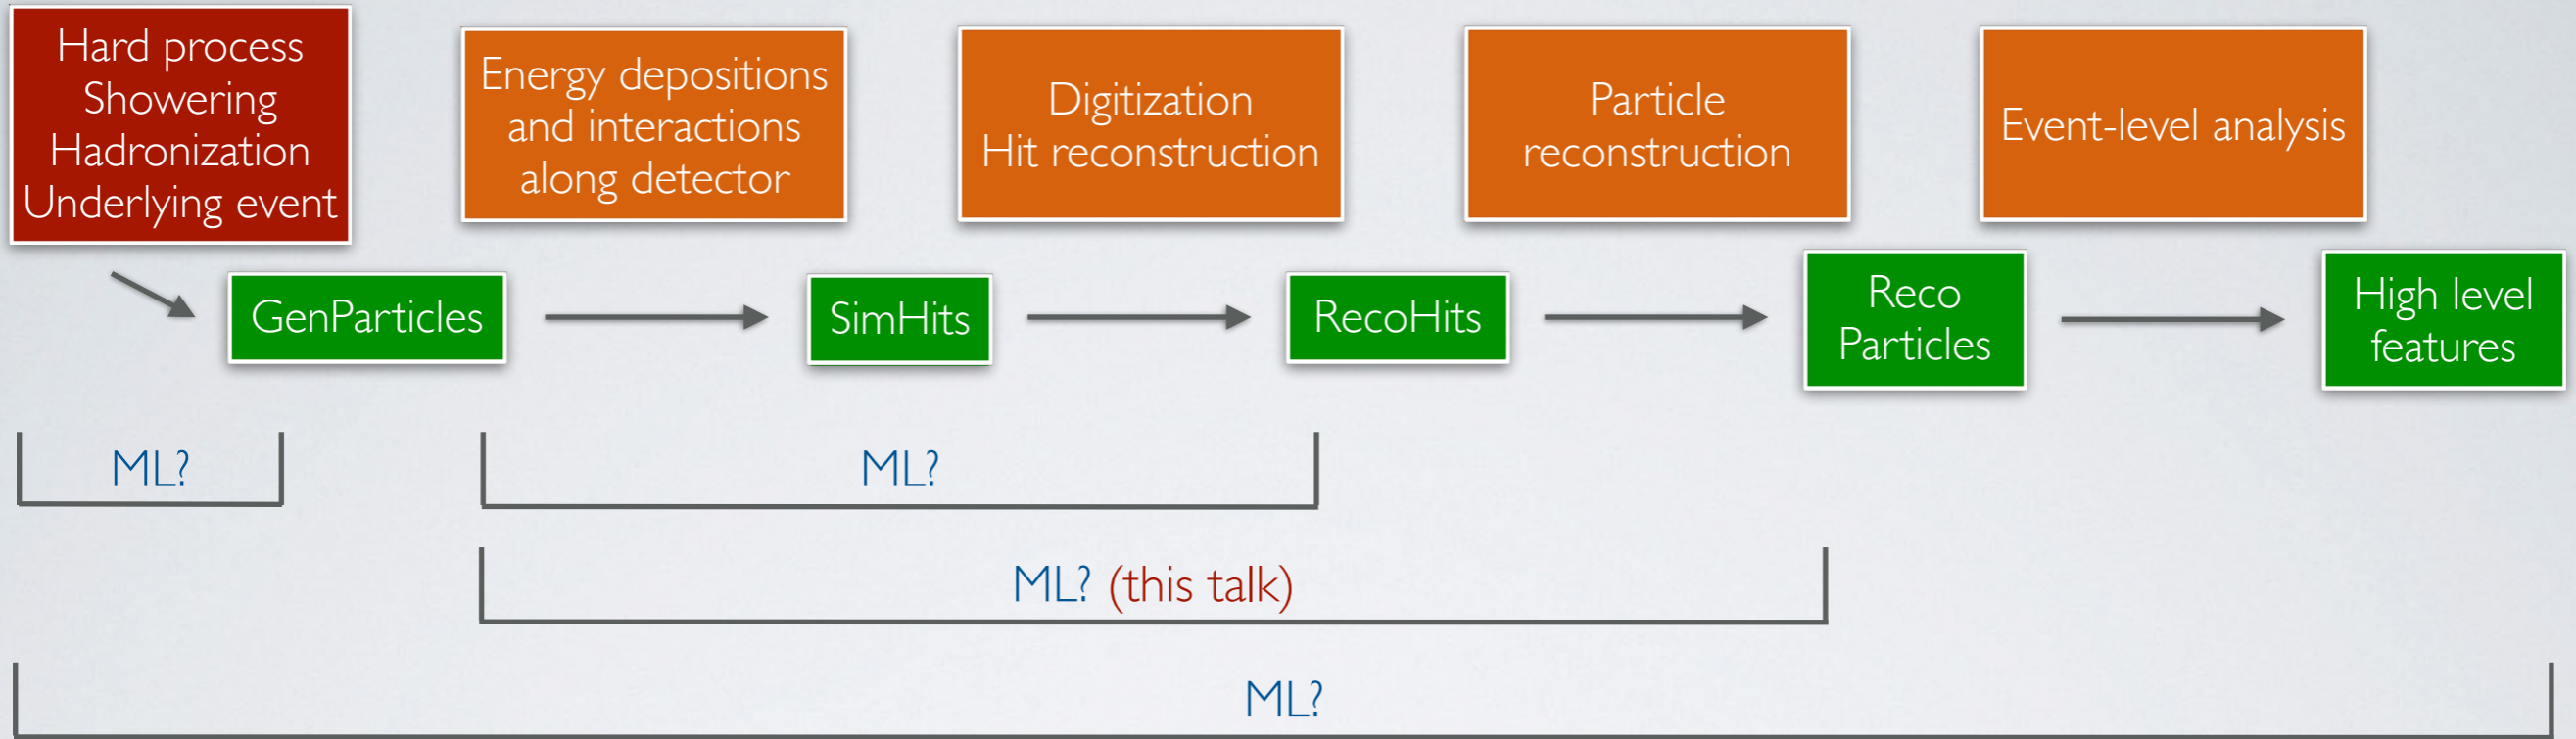 Hard process
Showering
Hadronization
Underlying event
Energy depositions
and interactions
along detector
Digitization
Hit reconstruction
Particle
reconstruction
Event-level analysis
GenParticles
SimHits
RecoHits
Reco
Particles
High level
features
ML?
ML?
ML? (this talk)
ML?